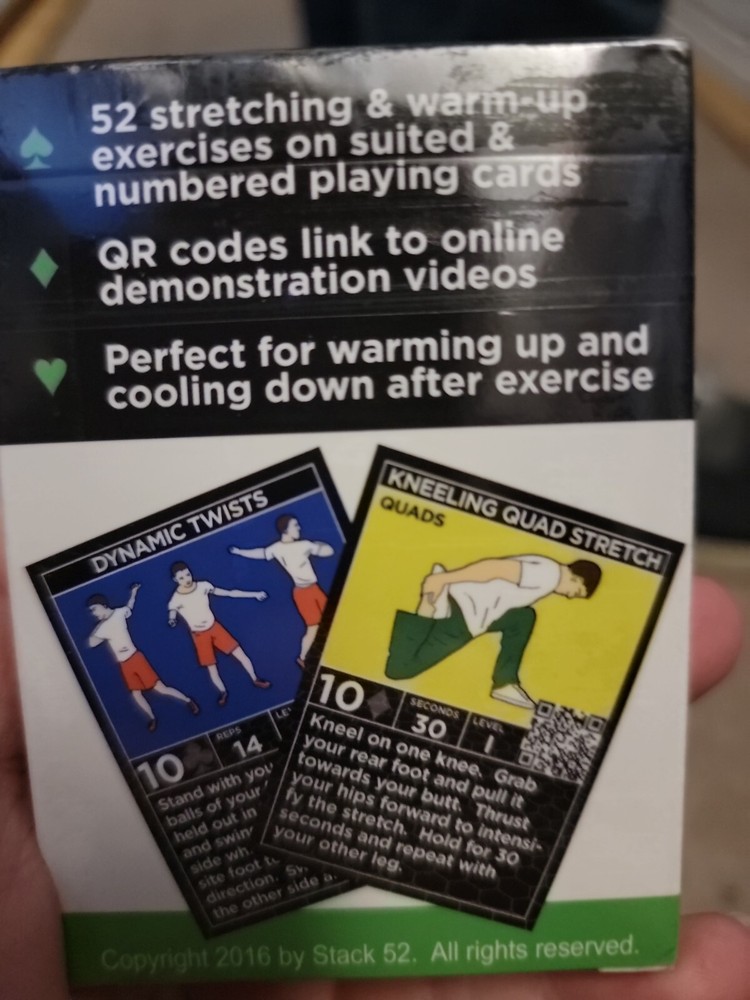 52 stretching & warm-up
exercises on suited &
numbered playing cards
QR codes link to online
demonstration videos
Perfect for warming up and
cooling down after exercise
DYNAMIC TWISTS
10
REPS
14
Stand with you
balls of your
held out in
and swin
side wh
site foot t
direction. Sw
the other side a
KNEELING QUAD STRETCH
QUADS
10
SECONDS
30
LEVEL
1
Kneel on one knee. Grab
your rear foot and pull it
towards your butt. Thrust
your hips forward to intensi-
fy the stretch. Hold for 30
seconds and repeat with
your other leg.
Copyright 2016 by Stack 52. All rights reserved.